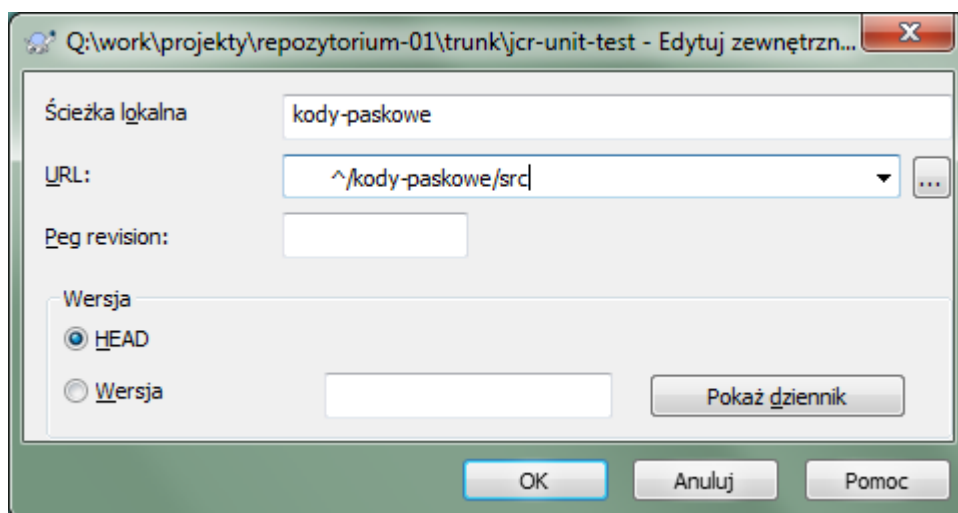 Q:\work\projekty\repozytorium-01\trunk\jcr-unit-test - Edytuj zewnętrzn...
Ścieżka lokalna kody-paskowe
URL: ^/kody-paskowe/src ...
Peg revision:
Wersja
HEAD
Wersja Pokaż dziennik
OK Anuluj Pomoc